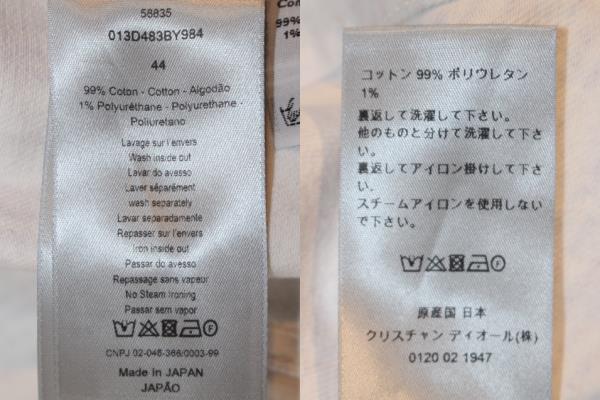 58835
013D483BY984
44
99% Coton - Cotton - Algodão
1% Polyuréthane - Polyurethane -
Poliuretano
Lavage sur l'envers
Wash inside out
Lavar do avesso
Laver séparément
wash separately
Lavar separadamente
Repasser sur l'envers
Iron inside out
Passar do avesso
Repassage sans vapeur
No Steam Ironing
Passar sem vapor
CNPJ 02-046-366/0003-99
Made in JAPAN
JAPÃO
99%
1%
コットン 99% ポリウレタン
1%
裏返して洗濯して下さい。
他のものと分けて洗濯して下さ
い。
裏返してアイロン掛けして下さ
い.
スチームアイロンを使用しない
で下さい。
原産国 日本
クリスチャン ディオール(株)
0120 02 1947